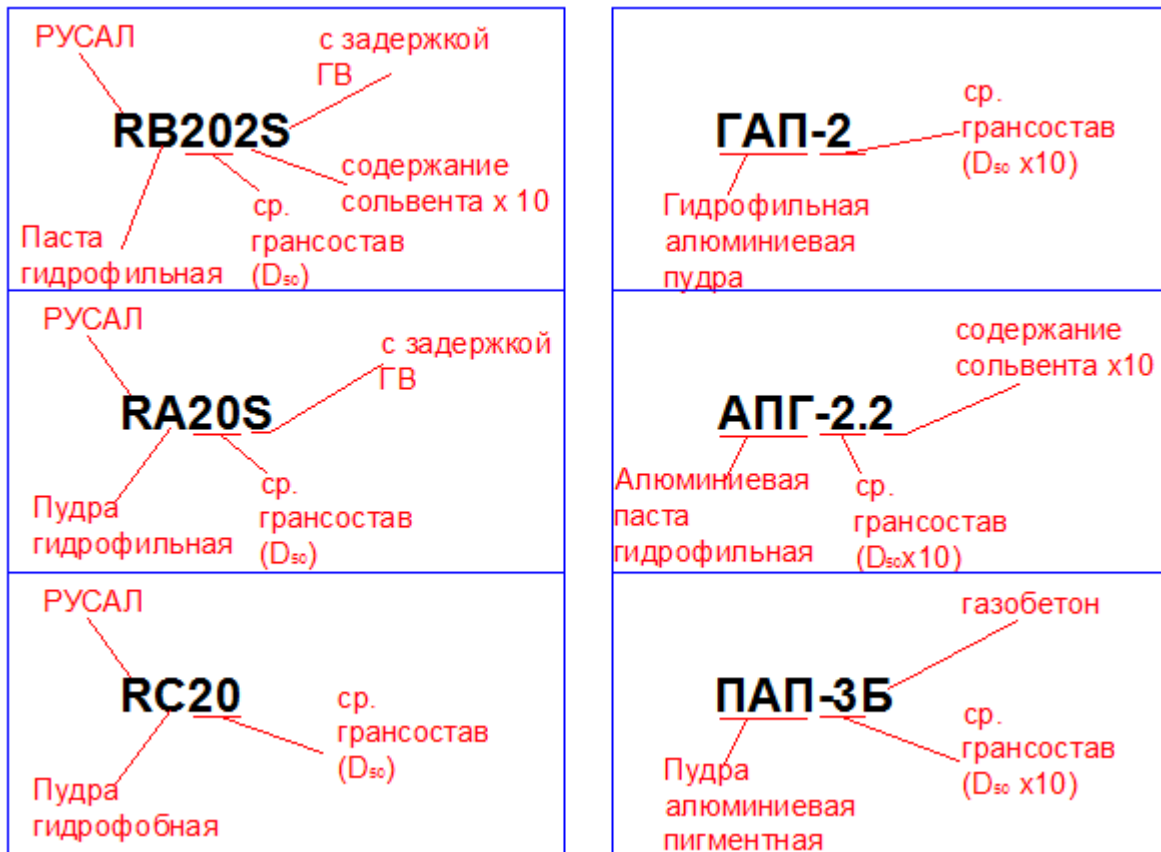 РУСАЛ
с задержкой
ГВ
RB202S
содержание
сольвента х 10
ср.
грансостав
(D₅₀)
Паста
гидрофильная
ср.
грансостав
(D₅₀ х10)
ГАП-2
Гидрофильная
алюминиевая
пудра
РУСАЛ
с задержкой
ГВ
RA20S
ср.
грансостав
(D₅₀)
Пудра
гидрофильная
содержание
сольвента х10
АПГ-2.2
Алюминиевая
паста
гидрофильная
ср.
грансостав
(D₅₀х10)
РУСАЛ
RC20
ср.
грансостав
(D₅₀)
Пудра
гидрофобная
газобетон
ПАП-3Б
ср.
грансостав
(D₅₀ х10)
Пудра
алюминиевая
пигментная